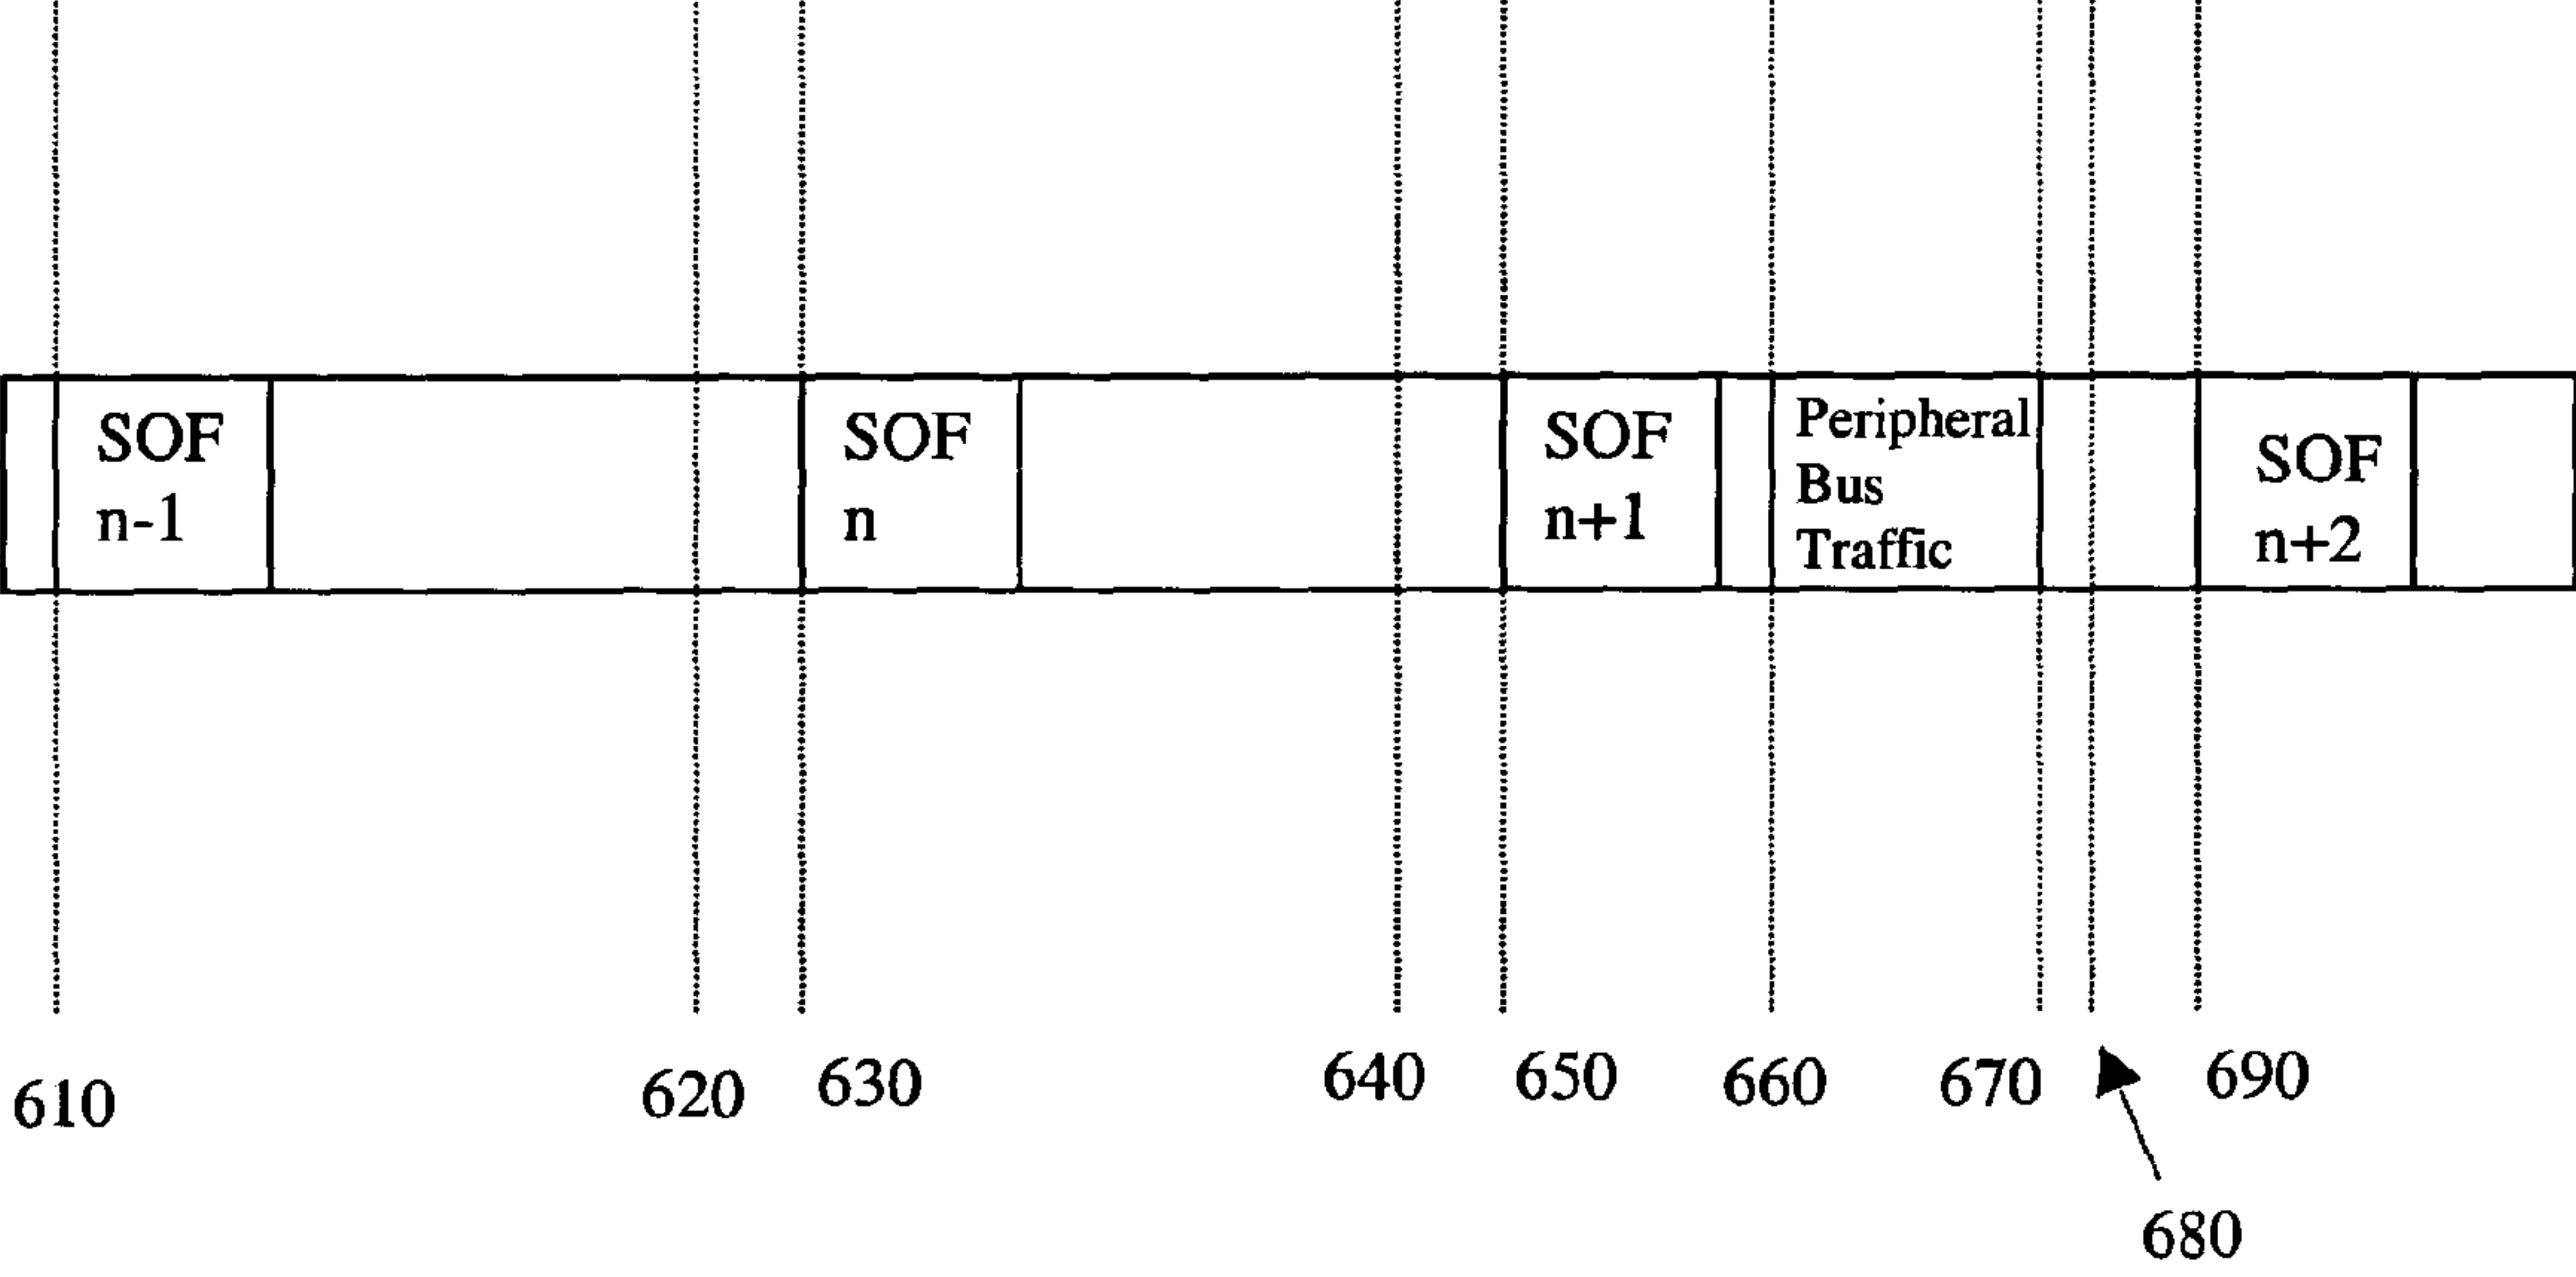 SOF
n-1
SOF
n
SOF
n+1
Peripheral
Bus
Traffic
SOF
n+2
610
620
630
640
650
660
670
690
680